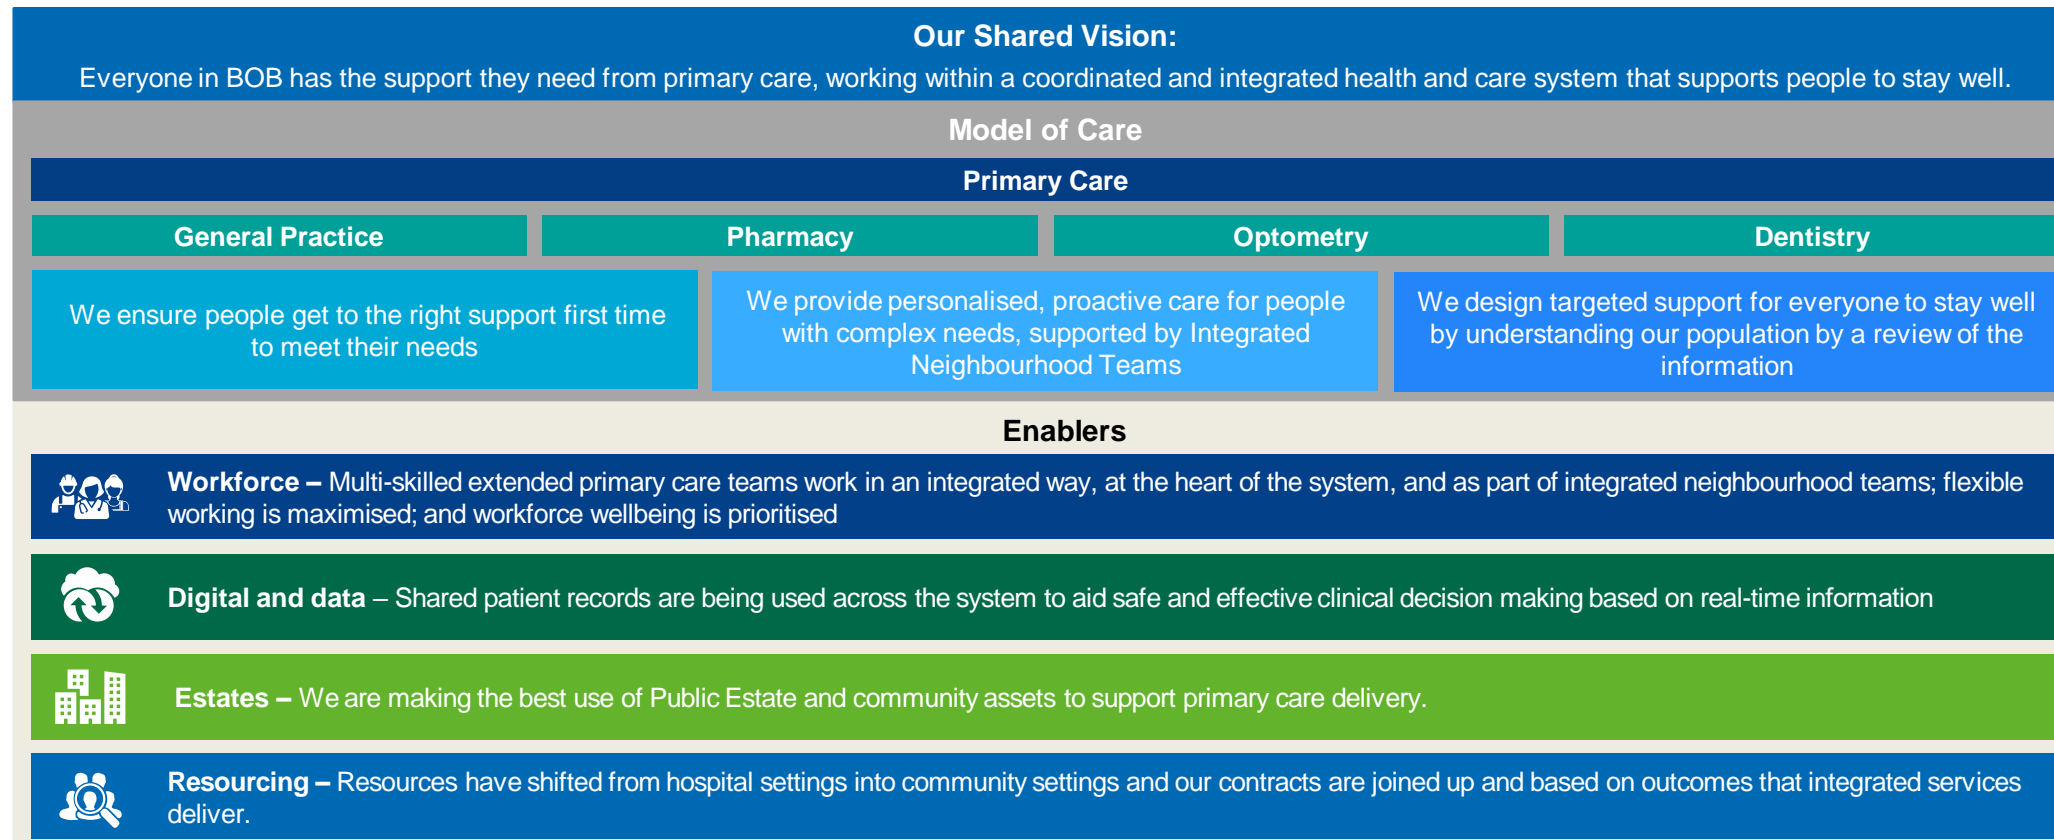 Our Shared Vision:
Everyone in BOB has the support they need from primary care, working within a coordinated and integrated health and care system that supports people to stay well.
Model of Care
Primary Care
General Practice
Pharmacy
Optometry
Dentistry
We ensure people get to the right support first time
to meet their needs
We provide personalised, proactive care for people
with complex needs, supported by Integrated
Neighbourhood Teams
We design targeted support for everyone to stay well
by understanding our population by a review of the
information
Enablers
Workforce – Multi-skilled extended primary care teams work in an integrated way, at the heart of the system, and as part of integrated neighbourhood teams; flexible
working is maximised; and workforce wellbeing is prioritised
Digital and data – Shared patient records are being used across the system to aid safe and effective clinical decision making based on real-time information
Estates – We are making the best use of Public Estate and community assets to support primary care delivery.
Resourcing – Resources have shifted from hospital settings into community settings and our contracts are joined up and based on outcomes that integrated services
deliver.